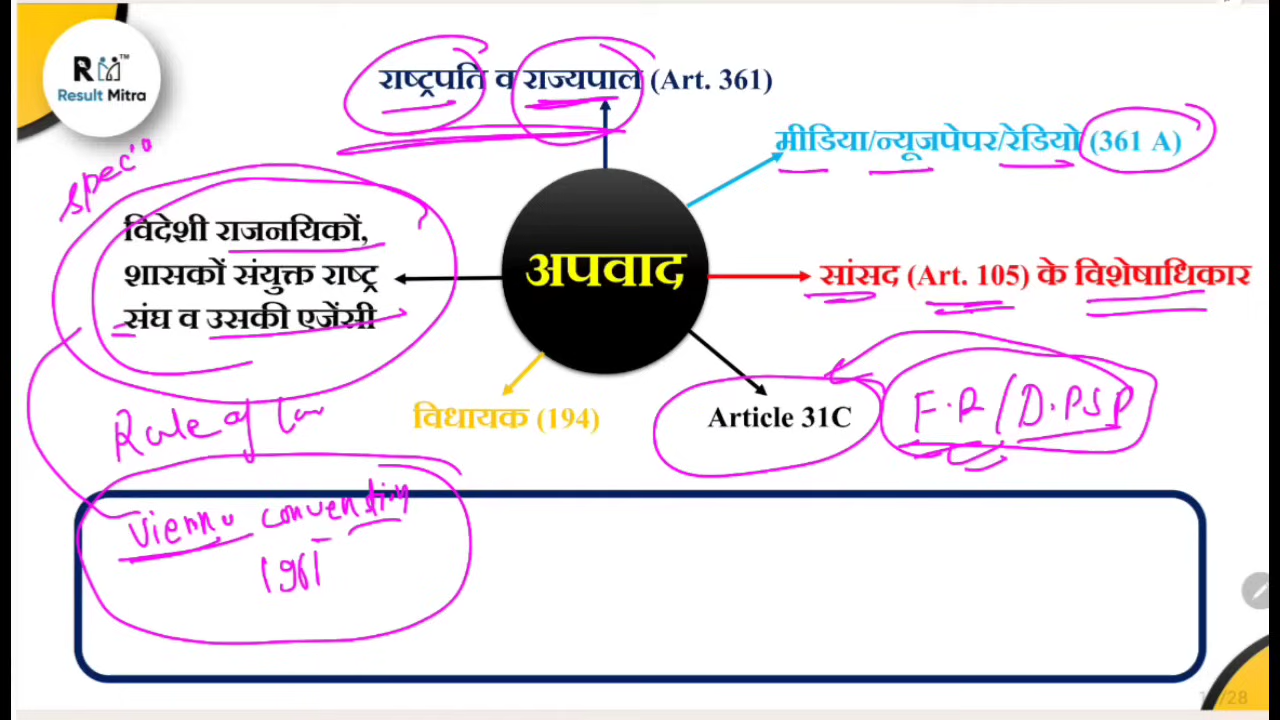 R TM
Result Mitra
राष्ट्रपति व राज्यपाल (Art. 361)
मीडिया/न्यूजपेपर/रेडियो (361 A)
विदेशी राजनयिकों,
शासकों संयुक्त राष्ट्र
संघ व उसकी एजेंसी
अपवाद
सांसद (Art. 105) के विशेषाधिकार
विधायक (194)
Article 31C
F.R/D.P.S.P
Rule of law
Vienna convention
1961